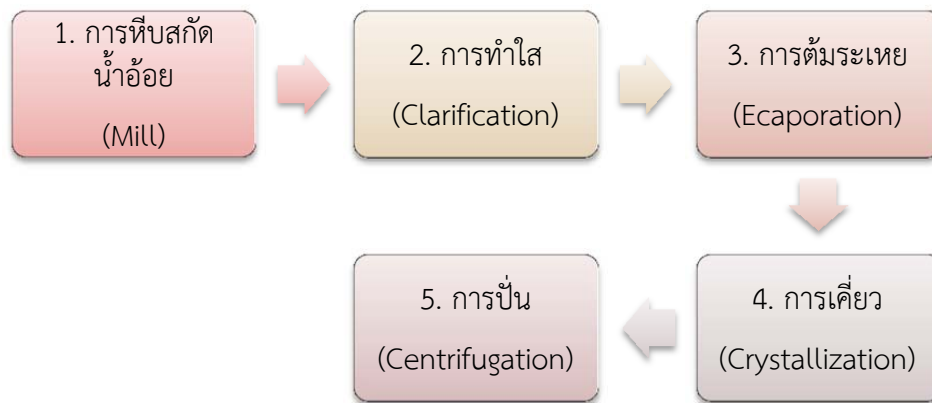 1. การหีบสกัด
น้ำอ้อย
(Mill)
2. การทำใส
(Clarification)
3. การต้มระเหย
(Ecaporation)
4. การเคี่ยว
(Crystallization)
5. การปั่น
(Centrifugation)